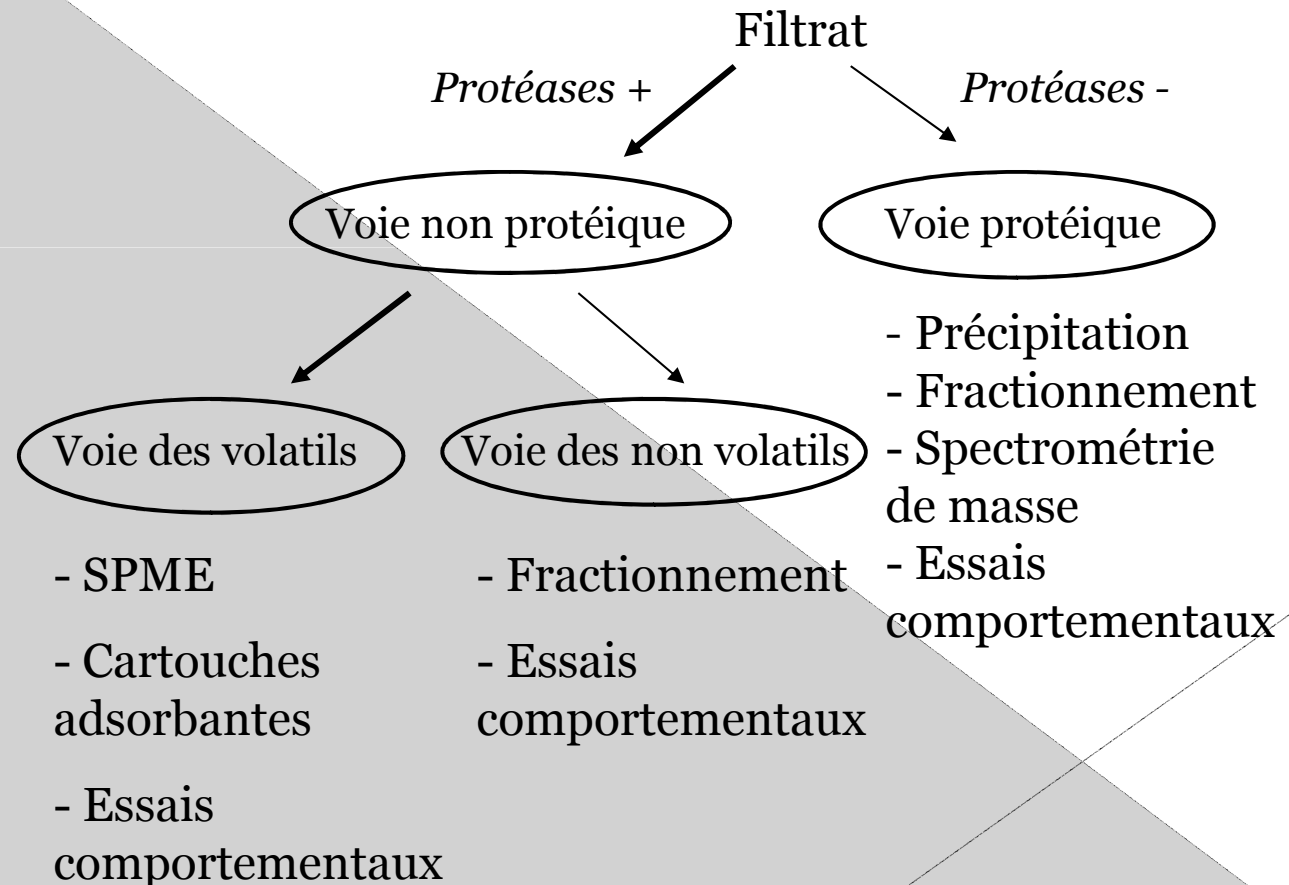 Filtrat
Protéases +
Protéases -
Voie non protéique
Voie protéique
- Précipitation
- Fractionnement
- Spectrométrie
de masse
- Essais
comportementaux
Voie des volatils
Voie des non volatils
- SPME
- Cartouches
adsorbantes
- Essais
comportementaux
- Fractionnement
- Essais
comportementaux